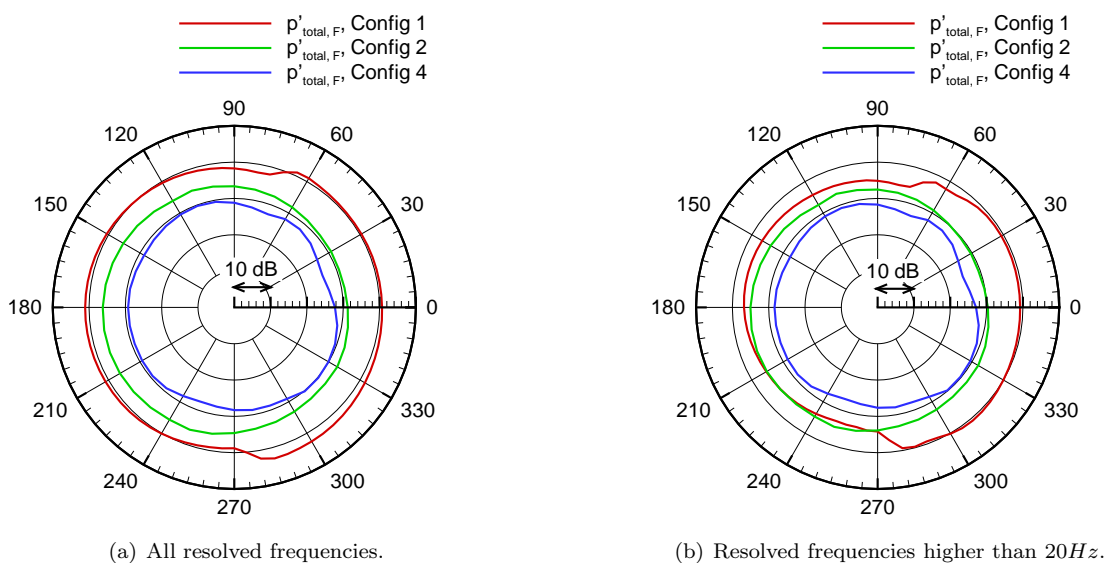 p'total, F, Config 1
p'total, F, Config 2
p'total, F, Config 4
90
120
60
150
30
10 dB
180
0
210
330
240
300
270
(a) All resolved frequencies.
p'total, F, Config 1
p'total, F, Config 2
p'total, F, Config 4
90
120
60
150
30
10 dB
180
0
210
330
240
300
270
(b) Resolved frequencies higher than 20Hz.